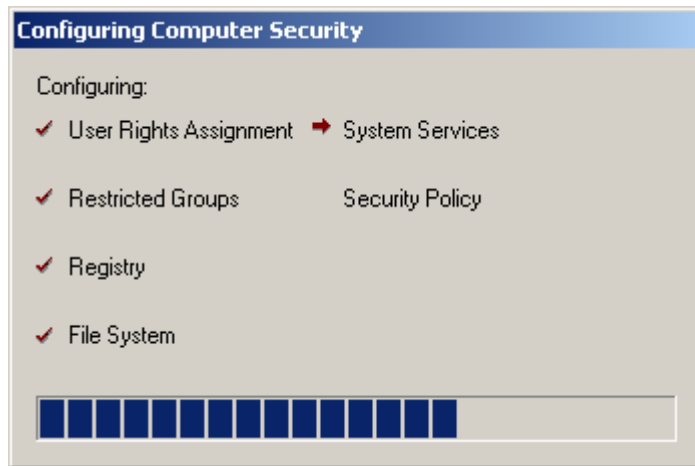 Configuring Computer Security
Configuring:
User Rights Assignment
System Services
Restricted Groups
Security Policy
Registry
File System